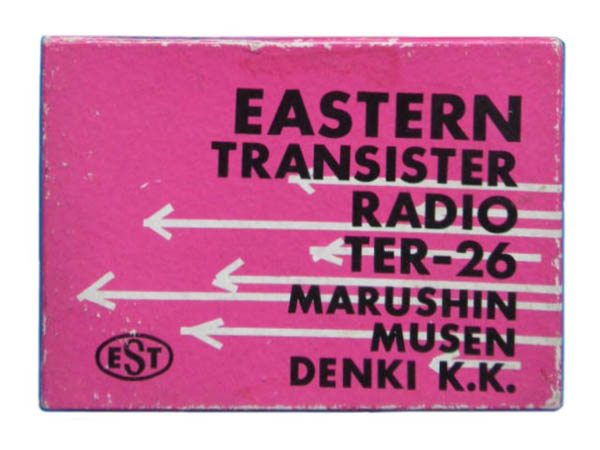 EASTERN
TRANSISTER
RADIO
TER-26
MARUSHIN
MUSEN
DENKI K.K.
EST